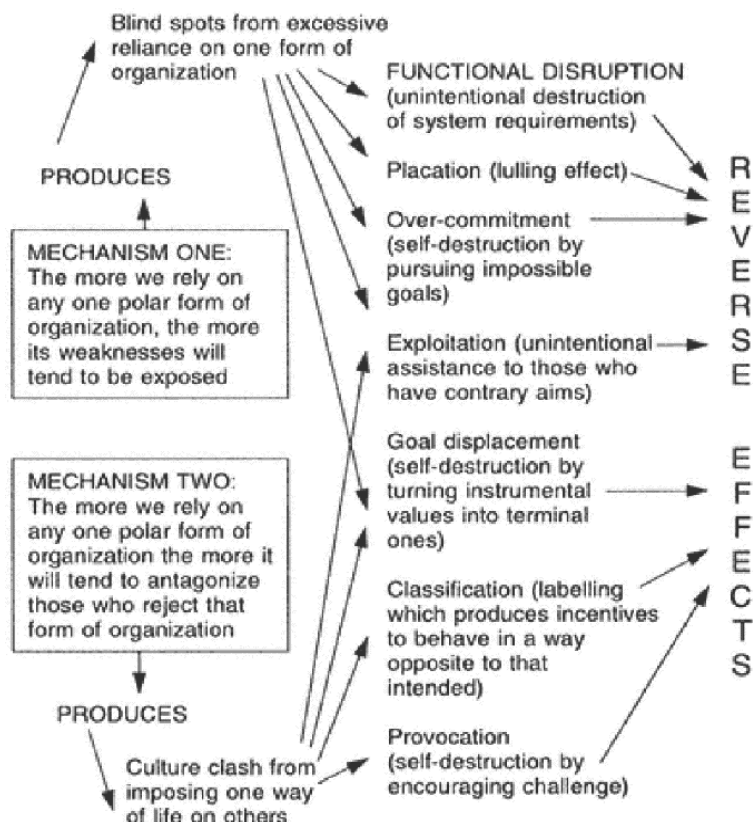 Blind spots from excessive
reliance on one form of
organization
PRODUCES
MECHANISM ONE:
The more we rely on
any one polar form of
organization, the more
its weaknesses will
tend to be exposed
MECHANISM TWO:
The more we rely on
any one polar form of
organization the more it
will tend to antagonize
those who reject that
form of organization
PRODUCES
Culture clash from
imposing one way
of life on others
FUNCTIONAL DISRUPTION
(unintentional destruction
of system requirements)
Placation (lulling effect)
Over-commitment
(self-destruction by
pursuing impossible
goals)
Exploitation (unintentional
assistance to those who
have contrary aims)
Goal displacement
(self-destruction by
turning instrumental
values into terminal
ones)
Classification (labelling
which produces incentives
to behave in a way
opposite to that
intended)
Provocation
(self-destruction by
encouraging challenge)
REVERSE
EFFECTS